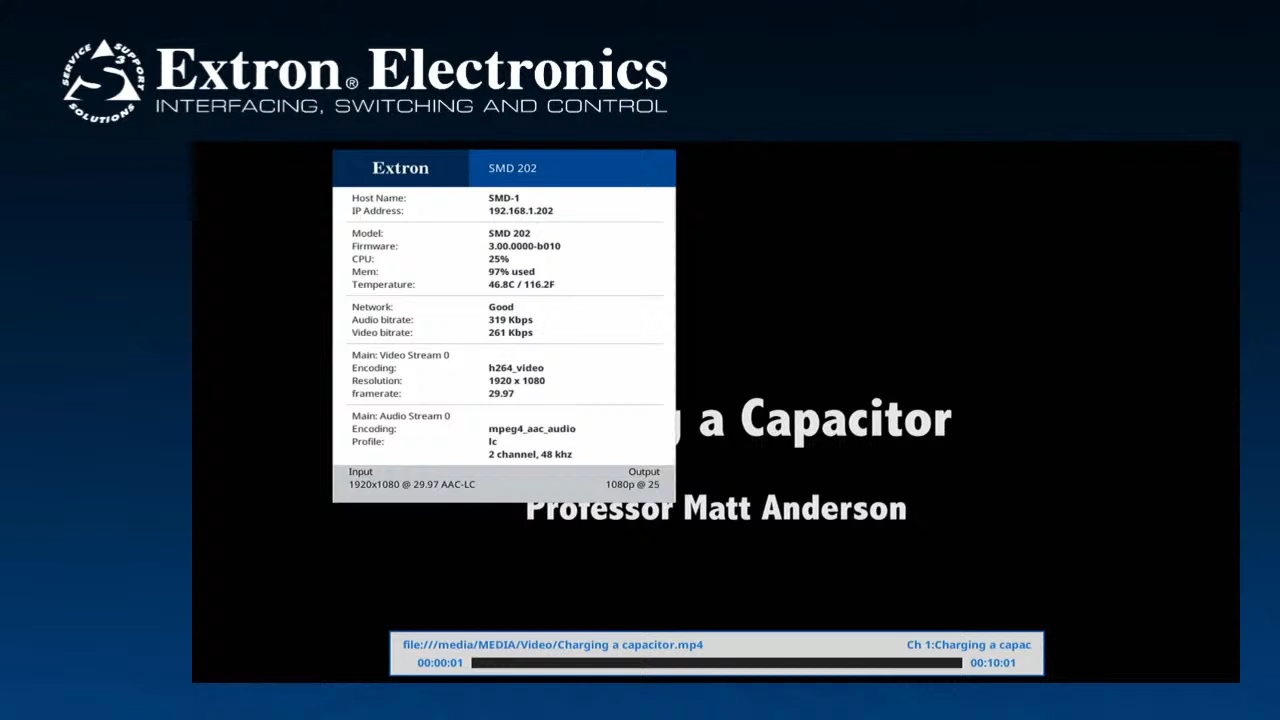 SERVICE SUPPORT SOLUTIONS
S3
Extron® Electronics
INTERFACING, SWITCHING AND CONTROL
Extron SMD 202
Host Name: SMD-1
IP Address: 192.168.1.202
Model: SMD 202
Firmware: 3.00.0000-b010
CPU: 25%
Mem: 97% used
Temperature: 46.8C / 116.2F
Network: Good
Audio bitrate: 319 Kbps
Video bitrate: 261 Kbps
Main: Video Stream 0
Encoding: h264_video
Resolution: 1920 x 1080
framerate: 29.97
Main: Audio Stream 0
Encoding: mpeg4_aac_audio
Profile: lc
2 channel, 48 khz
Input Output
1920x1080 @ 29.97 AAC-LC 1080p @ 25
a Capacitor
Professor Matt Anderson
file:///media/MEDIA/Video/Charging a capacitor.mp4 Ch 1:Charging a capac
00:00:01 00:10:01